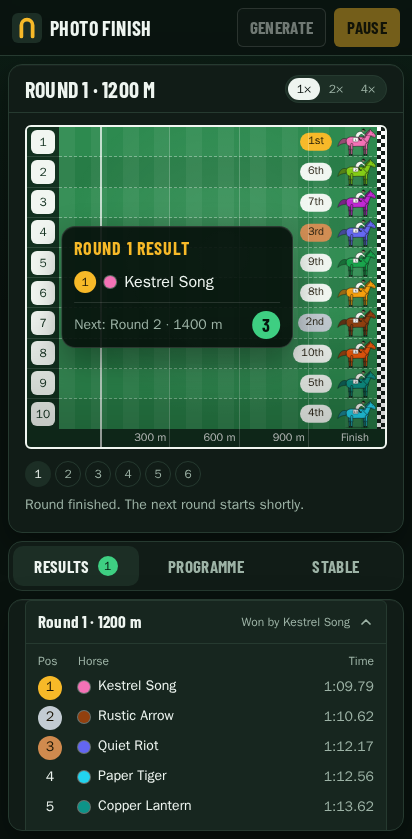 PHOTO FINISH
GENERATE
PAUSE
ROUND 1 · 1200 M
1×
2×
4×
1
1st
2
6th
3
7th
4
3rd
5
9th
6
8th
7
2nd
8
10th
9
5th
10
4th
ROUND 1 RESULT
1 Kestrel Song
Next: Round 2 · 1400 m
3
300 m
600 m
900 m
Finish
1 2 3 4 5 6
Round finished. The next round starts shortly.
RESULTS 1
PROGRAMME
STABLE
Round 1 · 1200 m
Won by Kestrel Song
Pos Horse Time
1 Kestrel Song 1:09.79
2 Rustic Arrow 1:10.62
3 Quiet Riot 1:12.17
4 Paper Tiger 1:12.56
5 Copper Lantern 1:13.62